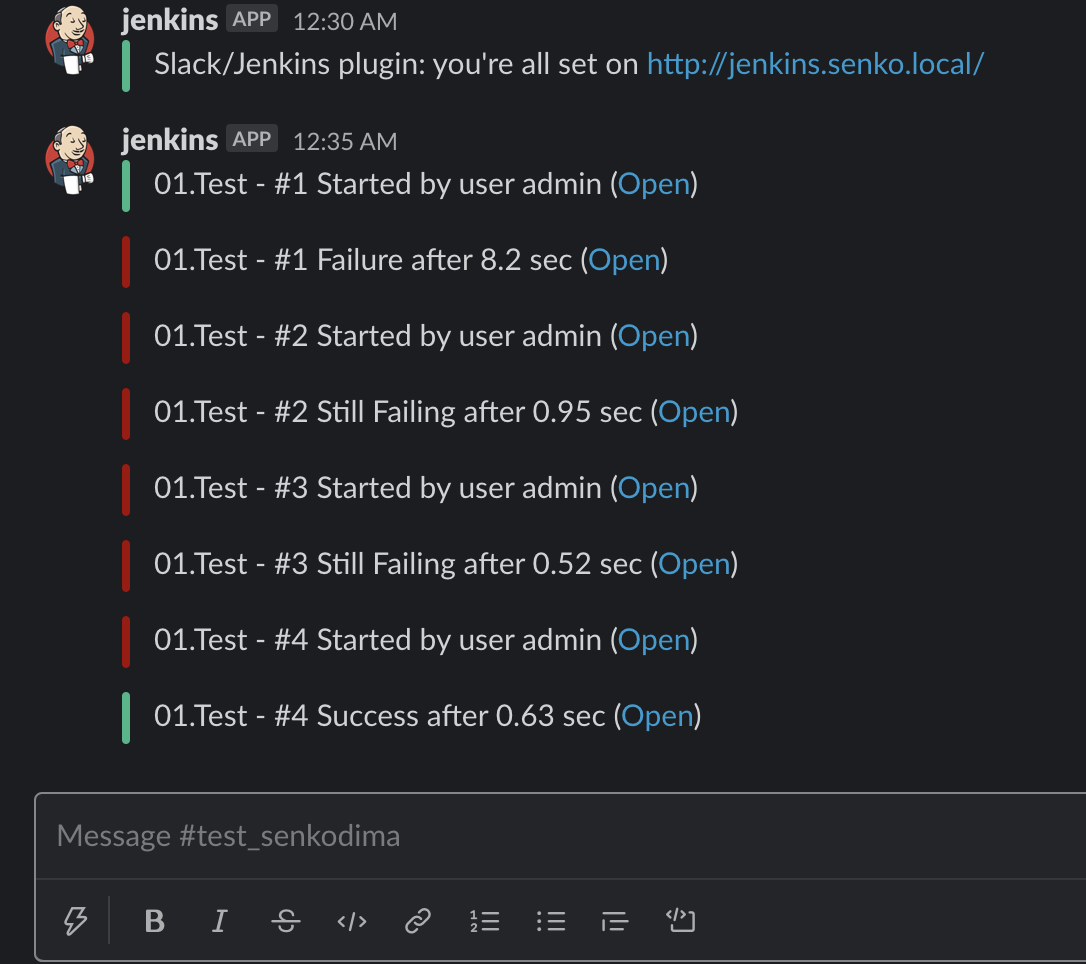 jenkins APP 12:30 AM
Slack/Jenkins plugin: you're all set on http://jenkins.senko.local/
jenkins APP 12:35 AM
01.Test - #1 Started by user admin (Open)
01.Test - #1 Failure after 8.2 sec (Open)
01.Test - #2 Started by user admin (Open)
01.Test - #2 Still Failing after 0.95 sec (Open)
01.Test - #3 Started by user admin (Open)
01.Test - #3 Still Failing after 0.52 sec (Open)
01.Test - #4 Started by user admin (Open)
01.Test - #4 Success after 0.63 sec (Open)
Message #test_senkodima